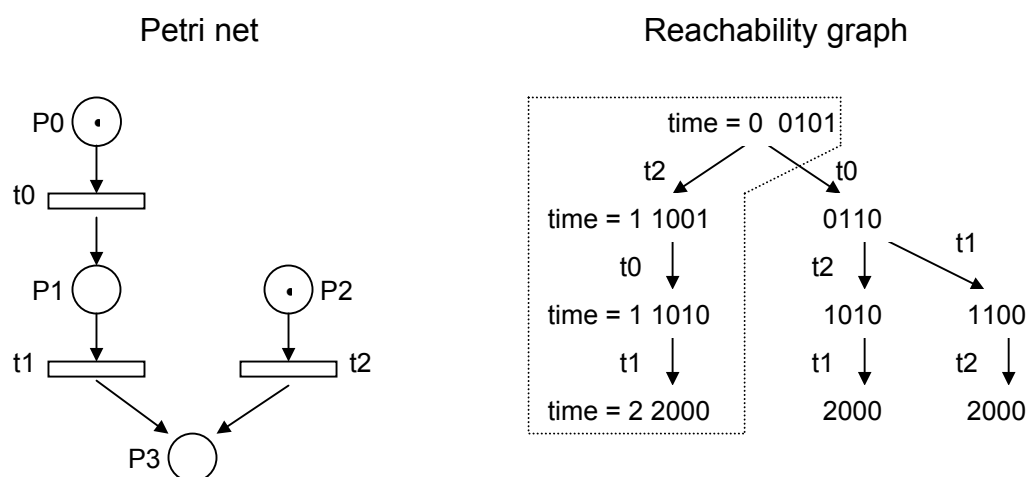 Petri net
Reachability graph
P0
t0
P1
P2
t1
t2
P3
time = 0 0101
t2
t0
time = 1 1001
0110
t0
t2
t1
time = 1 1010
1010
1100
t1
t1
t2
time = 2 2000
2000
2000